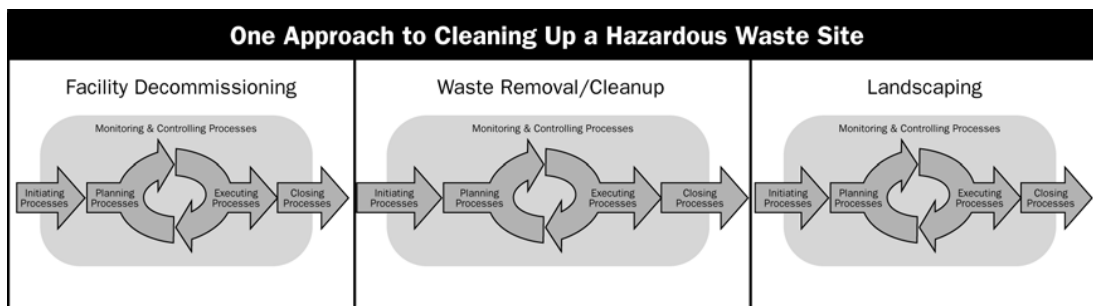 One Approach to Cleaning Up a Hazardous Waste Site
Facility Decommissioning
Monitoring & Controlling Processes
Initiating
Processes
Planning
Processes
Executing
Processes
Closing
Processes
Waste Removal/Cleanup
Monitoring & Controlling Processes
Initiating
Processes
Planning
Processes
Executing
Processes
Closing
Processes
Landscaping
Monitoring & Controlling Processes
Initiating
Processes
Planning
Processes
Executing
Processes
Closing
Processes